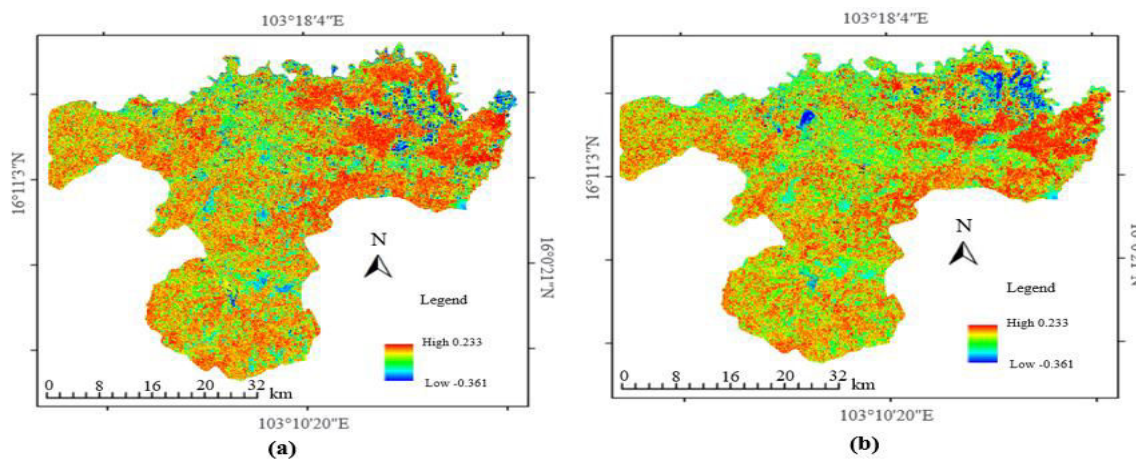 103°18'4"E
16°11'3"N
16°0'21"N
N
Legend
High 0.233
Low -0.361
0 8 16 20 24 32
km
103°10'20"E
(a)
103°18'4"E
16°11'3"N
N
Legend
High 0.233
Low -0.361
0 8 16 20 24 32
km
103°10'20"E
(b)